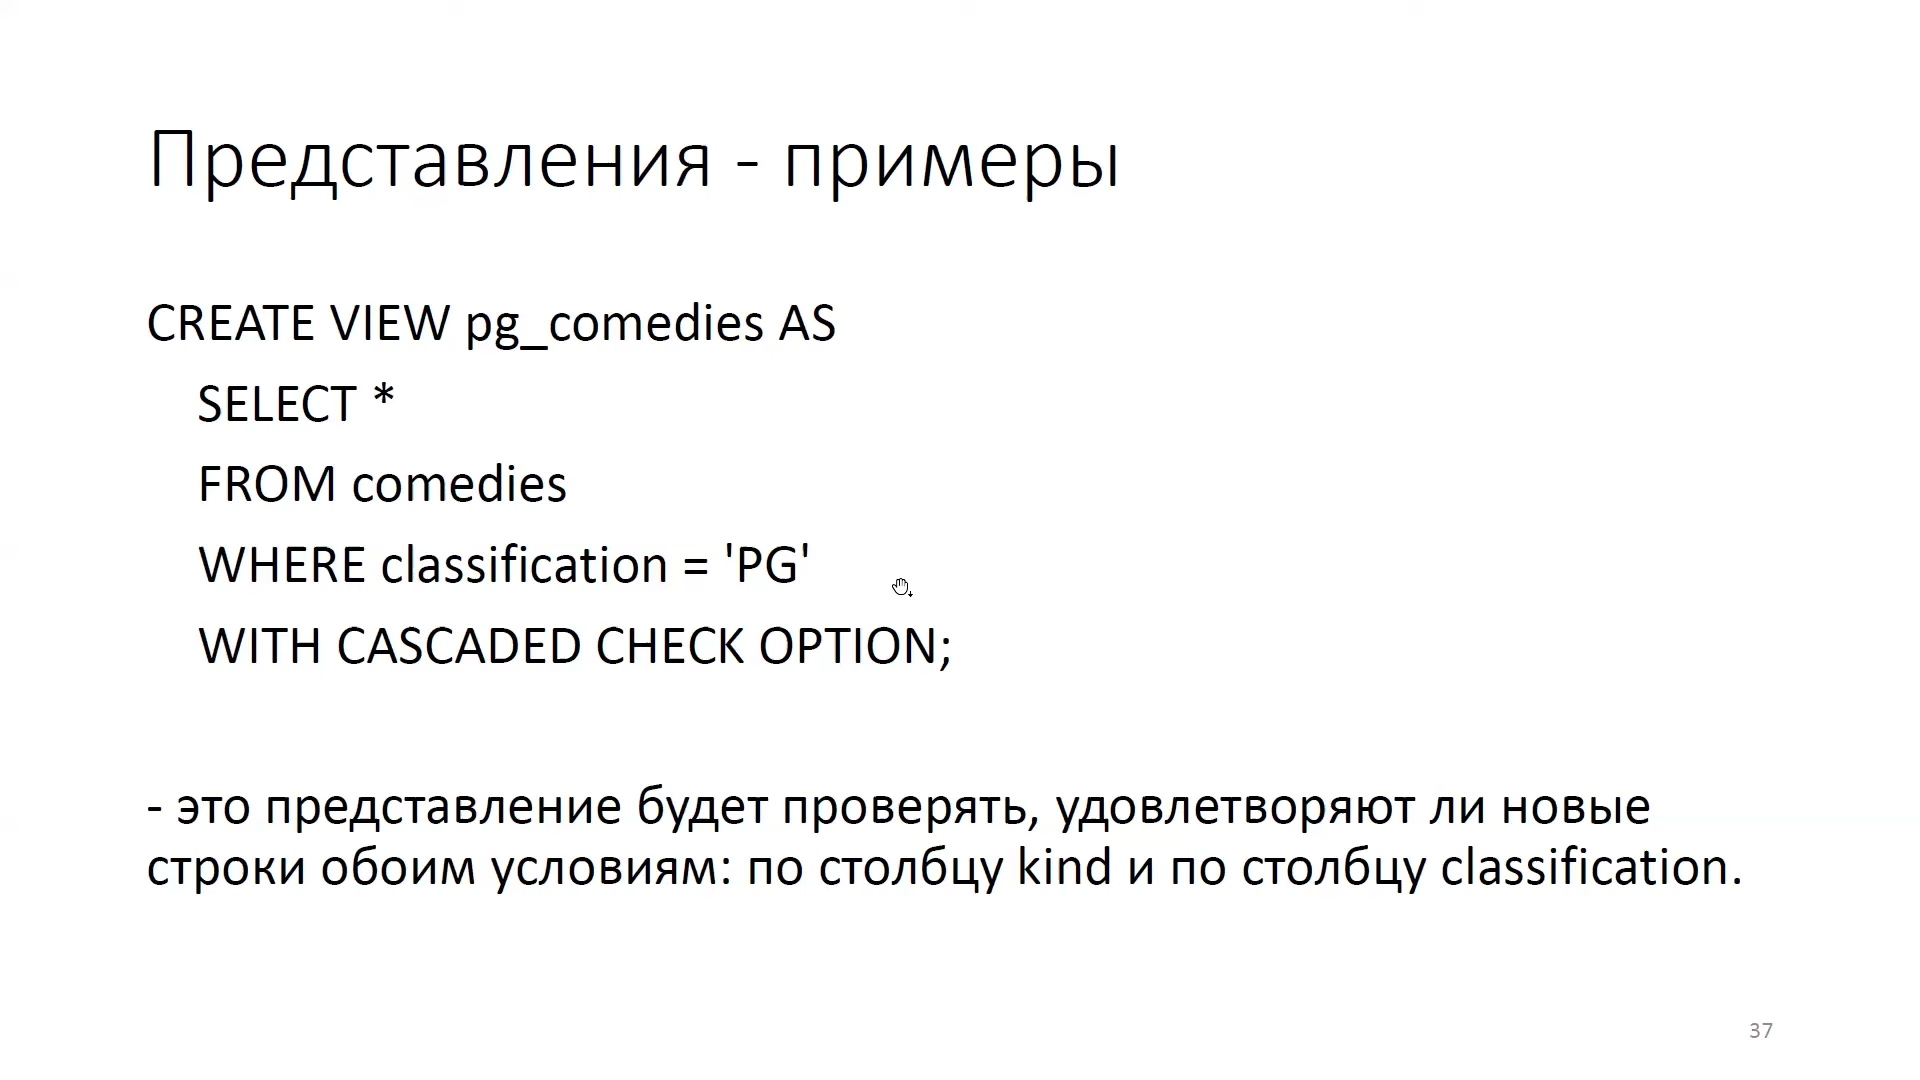 Представления - примеры
CREATE VIEW pg_comedies AS
SELECT *
FROM comedies
WHERE classification = 'PG'
WITH CASCADED CHECK OPTION;
- это представление будет проверять, удовлетворяют ли новые
строки обоим условиям: по столбцу kind и по столбцу classification.
37